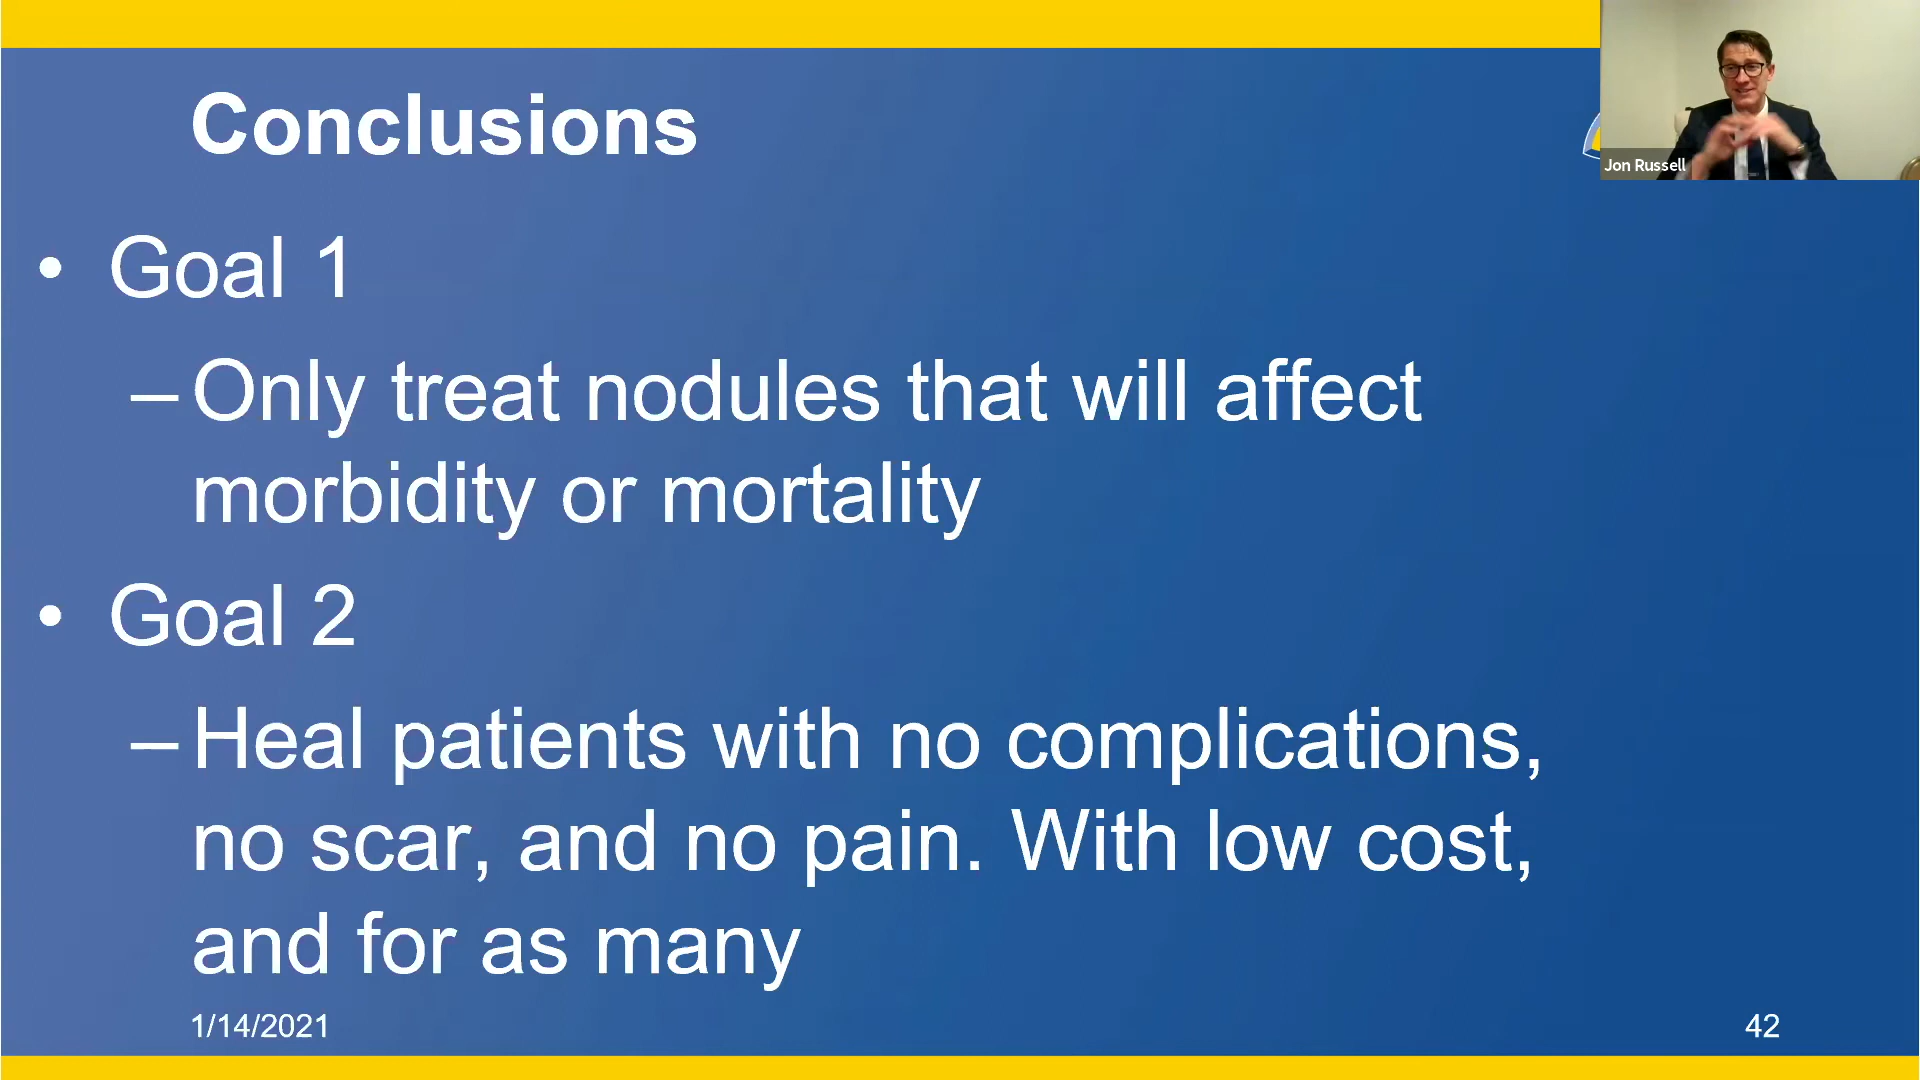 Conclusions
Jon Russell
• Goal 1
– Only treat nodules that will affect
morbidity or mortality
• Goal 2
– Heal patients with no complications,
no scar, and no pain. With low cost,
and for as many
1/14/2021
42